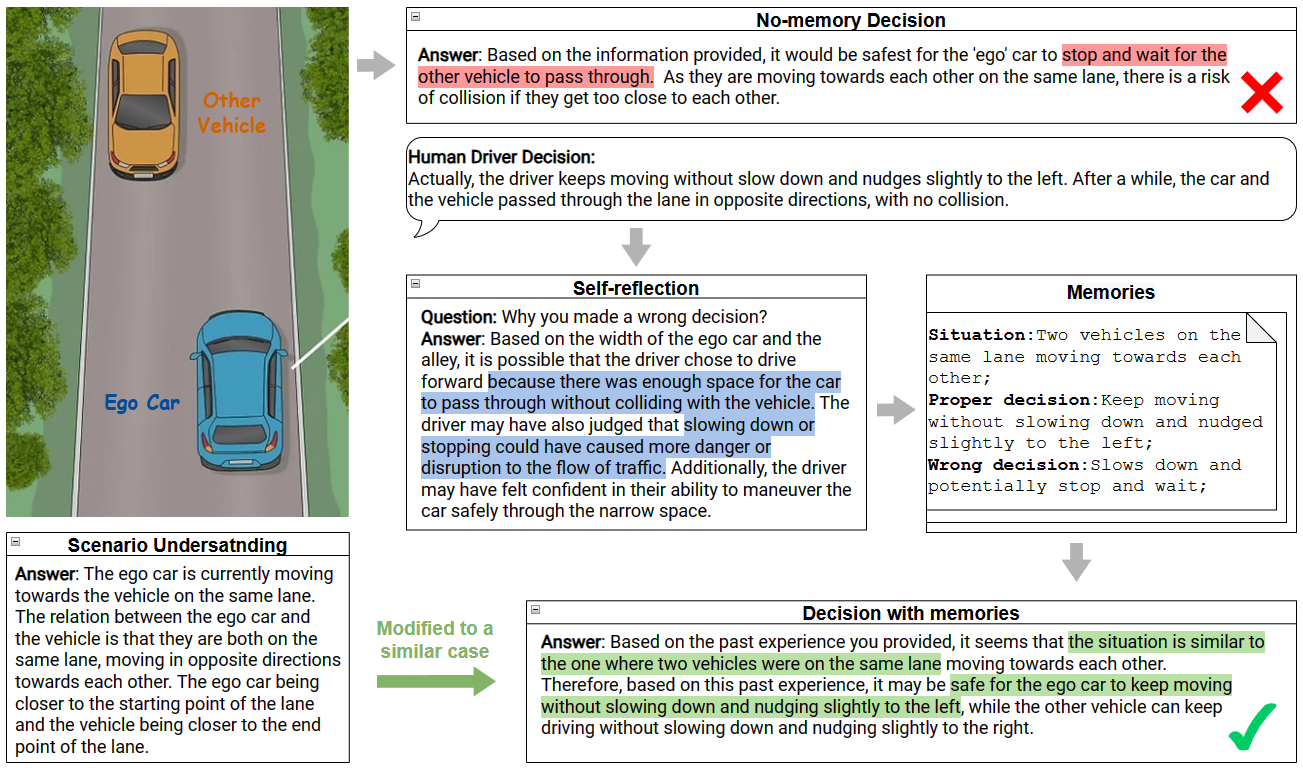 Other
Vehicle
Ego Car
No-memory Decision
Answer: Based on the information provided, it would be safest for the 'ego' car to stop and wait for the
other vehicle to pass through. As they are moving towards each other on the same lane, there is a risk
of collision if they get too close to each other.
Human Driver Decision:
Actually, the driver keeps moving without slow down and nudges slightly to the left. After a while, the car and
the vehicle passed through the lane in opposite directions, with no collision.
Self-reflection
Question: Why you made a wrong decision?
Answer: Based on the width of the ego car and the
alley, it is possible that the driver chose to drive
forward because there was enough space for the car
to pass through without colliding with the vehicle. The
driver may have also judged that slowing down or
stopping could have caused more danger or
disruption to the flow of traffic. Additionally, the driver
may have felt confident in their ability to maneuver the
car safely through the narrow space.
Memories
Situation:Two vehicles on the
same lane moving towards each
other;
Proper decision:Keep moving
without slowing down and nudged
slightly to the left;
Wrong decision:Slows down and
potentially stop and wait;
Scenario Undersatnding
Answer: The ego car is currently moving
towards the vehicle on the same lane.
The relation between the ego car and
the vehicle is that they are both on the
same lane, moving in opposite directions
towards each other. The ego car being
closer to the starting point of the lane
and the vehicle being closer to the end
point of the lane.
Modified to a
similar case
Decision with memories
Answer: Based on the past experience you provided, it seems that the situation is similar to
the one where two vehicles were on the same lane moving towards each other.
Therefore, based on this past experience, it may be safe for the ego car to keep moving
without slowing down and nudging slightly to the left, while the other vehicle can keep
driving without slowing down and nudging slightly to the right.